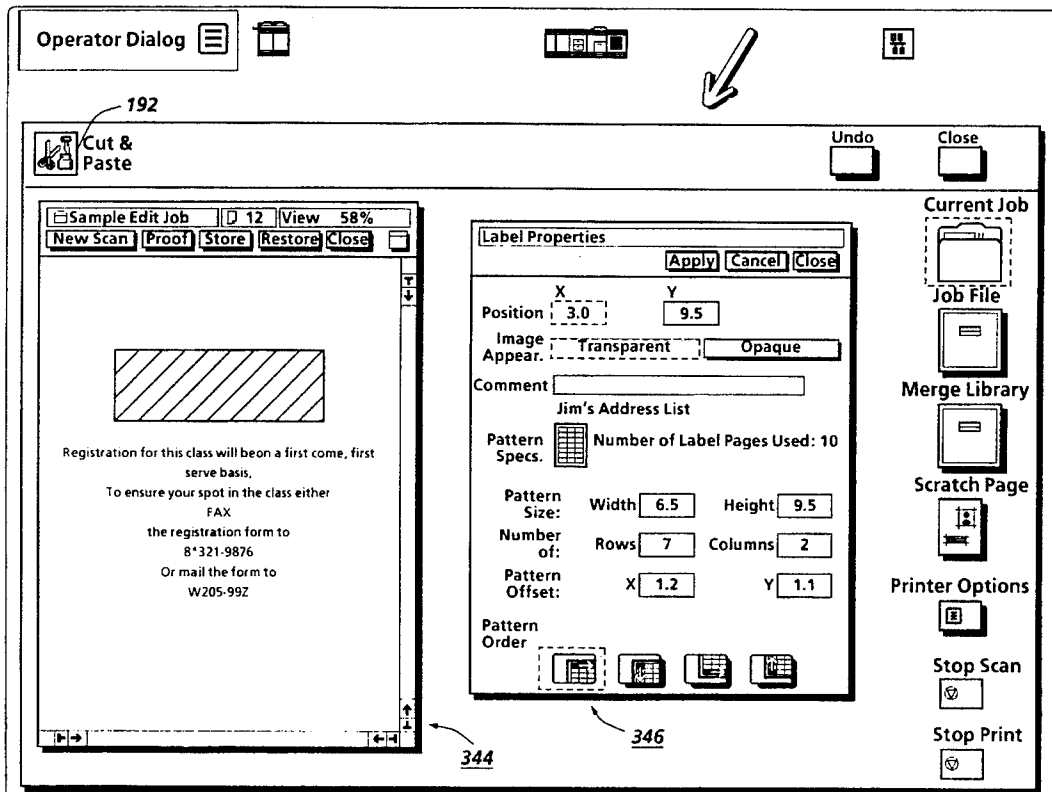 Operator Dialog
192
Cut &
Paste
Undo
Close
Sample Edit Job 12 View 58%
New Scan Proof Store Restore Close
Registration for this class will beon a first come, first
serve basis,
To ensure your spot in the class either
FAX
the registration form to
8*321-9876
Or mail the form to
W205-99Z
344
Label Properties
Apply Cancel Close
X Y
Position 3.0 9.5
Image
Appear. Transparent Opaque
Comment
Jim's Address List
Pattern
Specs. Number of Label Pages Used: 10
Pattern
Size: Width 6.5 Height 9.5
Number
of: Rows 7 Columns 2
Pattern
Offset: X 1.2 Y 1.1
Pattern
Order
346
Current Job
Job File
Merge Library
Scratch Page
Printer Options
Stop Scan
Stop Print